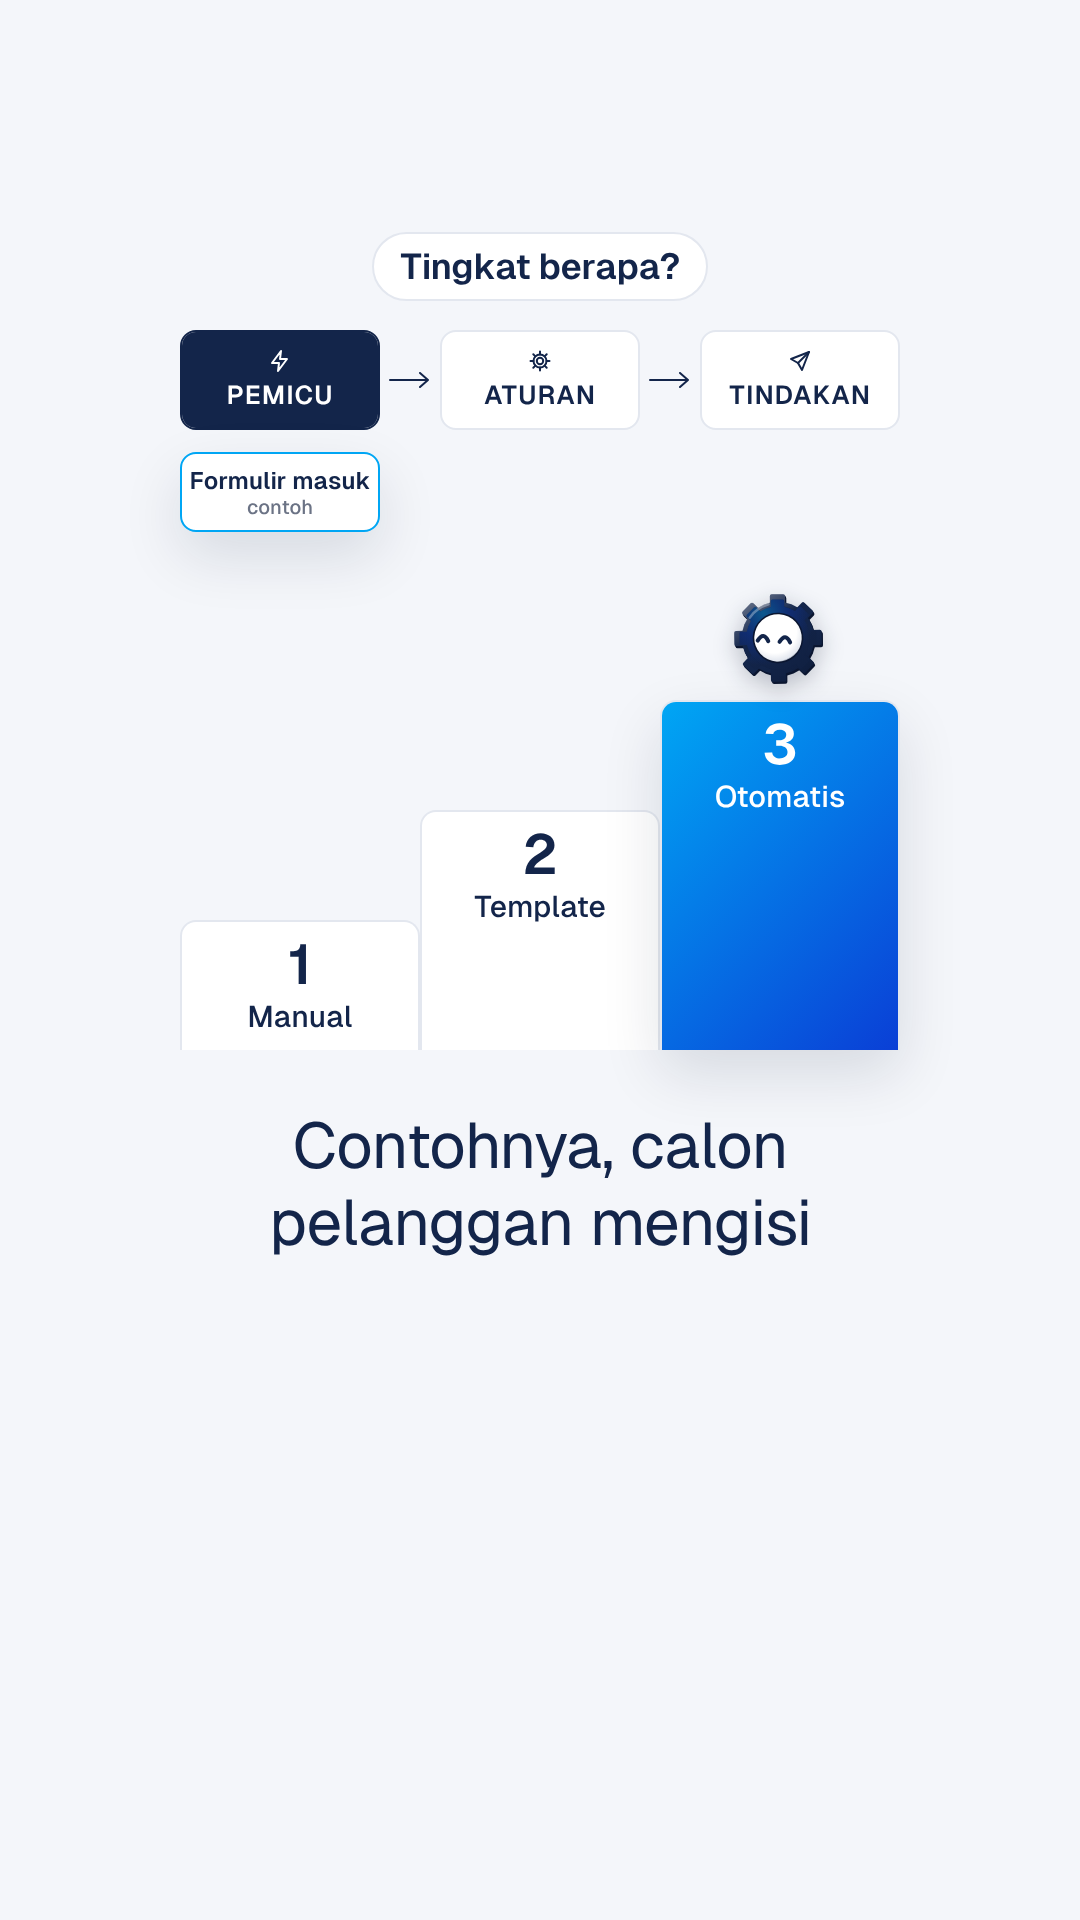 Tingkat berapa?
PEMICU
ATURAN
TINDAKAN
Formulir masuk
contoh
3
Otomatis
2
Template
1
Manual
Contohnya, calon
pelanggan mengisi